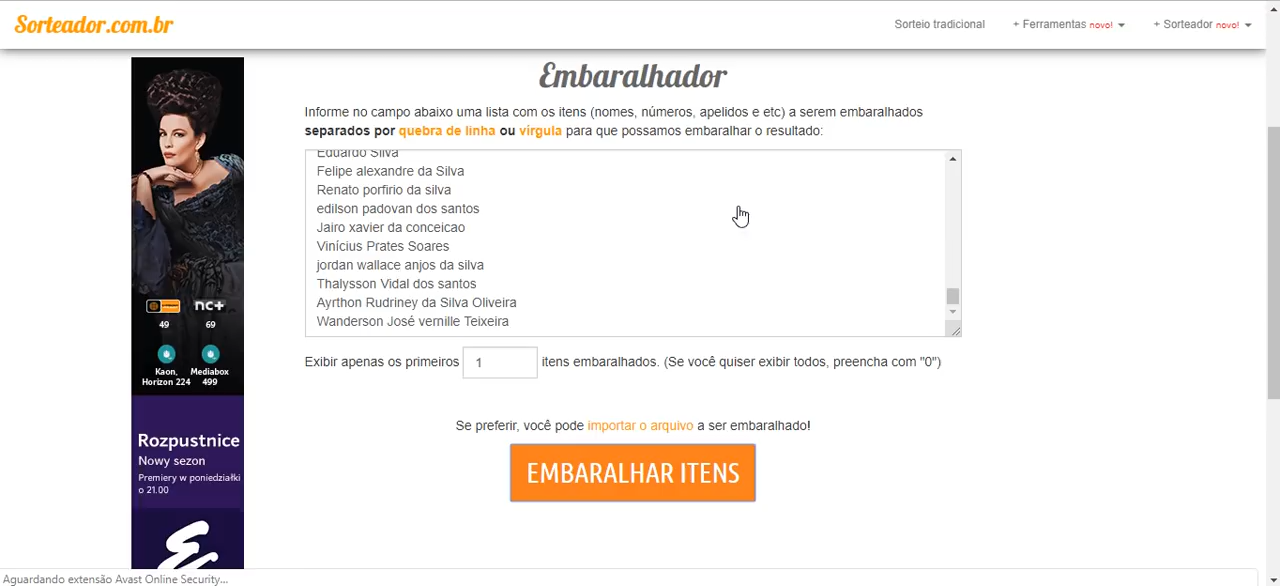 Sorteador.com.br
Sorteio tradicional
+ Ferramentas novo!
+ Sorteador novo!
Embaralhador
Informe no campo abaixo uma lista com os itens (nomes, números, apelidos e etc) a serem embaralhados
separados por quebra de linha ou vírgula para que possamos embaralhar o resultado:
Eduardo Silva
Felipe alexandre da Silva
Renato porfirio da silva
edilson padovan dos santos
Jairo xavier da conceicao
Vinícius Prates Soares
jordan wallace anjos da silva
Thalysson Vidal dos santos
Ayrthon Rudriney da Silva Oliveira
Wanderson José vernille Teixeira
Exibir apenas os primeiros 1 itens embaralhados. (Se você quiser exibir todos, preencha com "0")
Se preferir, você pode importar o arquivo a ser embaralhado!
EMBARALHAR ITENS
nc+
49 69
Kaon, Mediabox
Horizon 224 499
Rozpustnice
Nowy sezon
Premiery w poniedziałki
o 21.00
Aguardando extensão Avast Online Security...